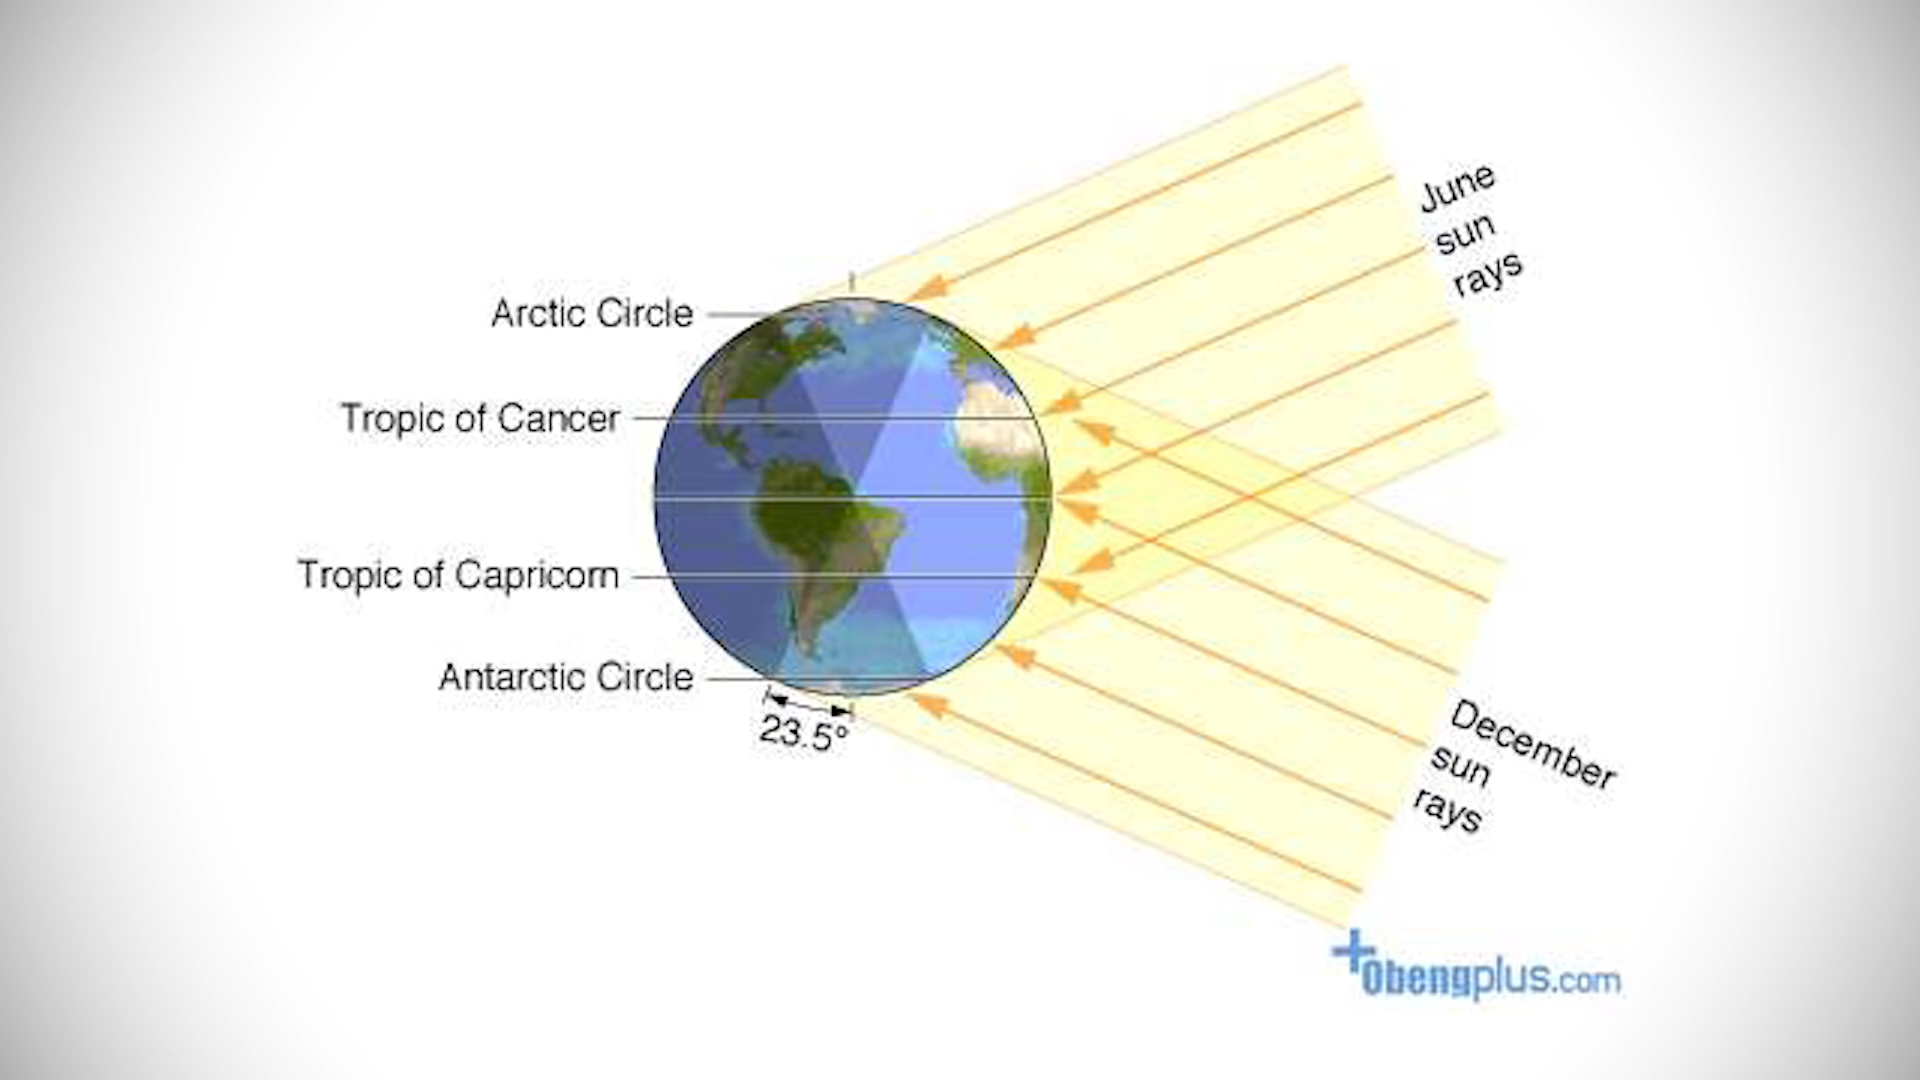 June
sun
rays
Arctic Circle
Tropic of Cancer
Tropic of Capricorn
Antarctic Circle
23.5°
December
sun
rays
+Obengplus.com